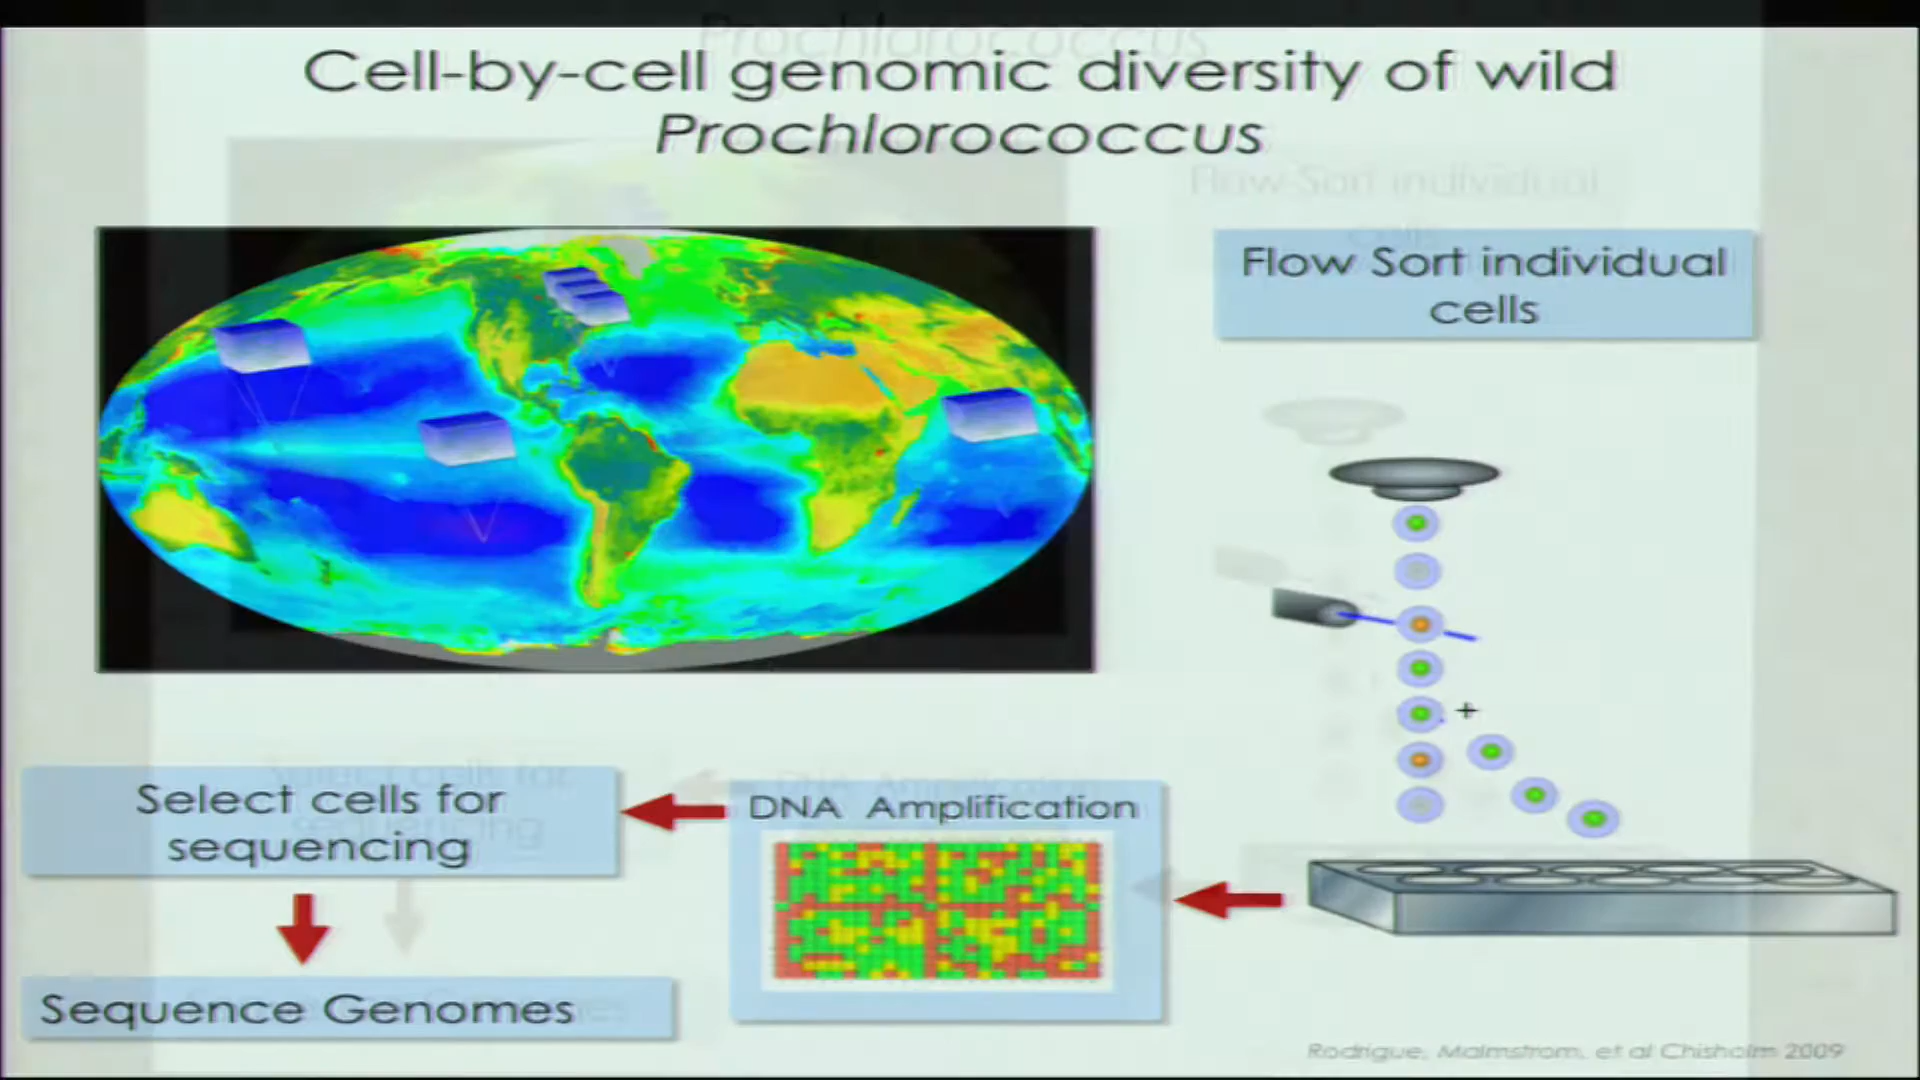 Cell-by-cell genomic diversity of wild
Prochlorococcus
Flow Sort individual
cells
+
Select cells for
sequencing
DNA Amplification
Sequence Genomes
Rodrigue, Malmstrom, et al Chisholm 2009